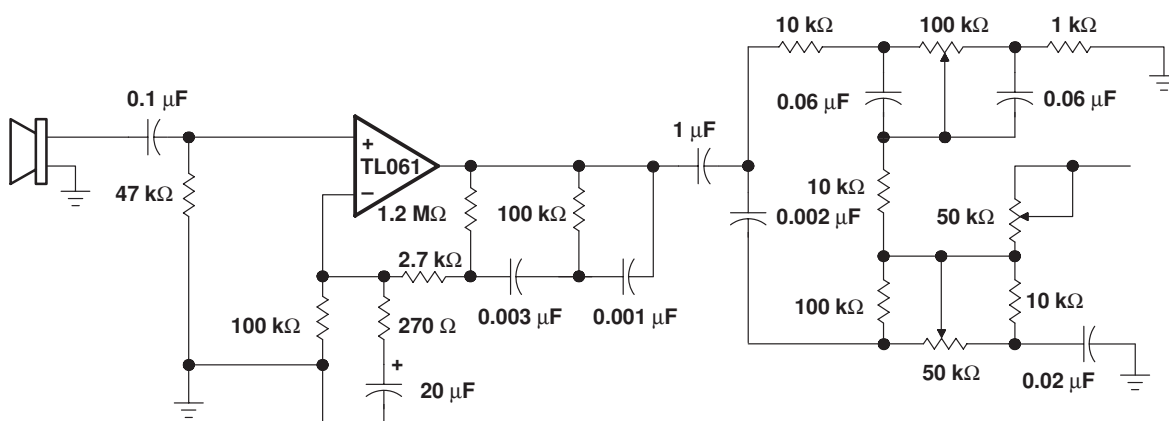 10 kΩ
100 kΩ
1 kΩ
0.1 μF
0.06 μF
0.06 μF
1 μF
+
TL061
−
47 kΩ
1.2 MΩ
100 kΩ
10 kΩ
0.002 μF
50 kΩ
2.7 kΩ
100 kΩ
270 Ω
0.003 μF
0.001 μF
100 kΩ
10 kΩ
+
20 μF
50 kΩ
0.02 μF